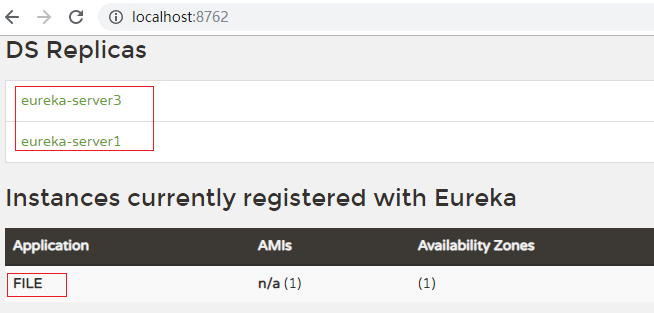 localhost:8762
DS Replicas
eureka-server3
eureka-server1
Instances currently registered with Eureka
Application AMIs Availability Zones
FILE n/a (1) (1)